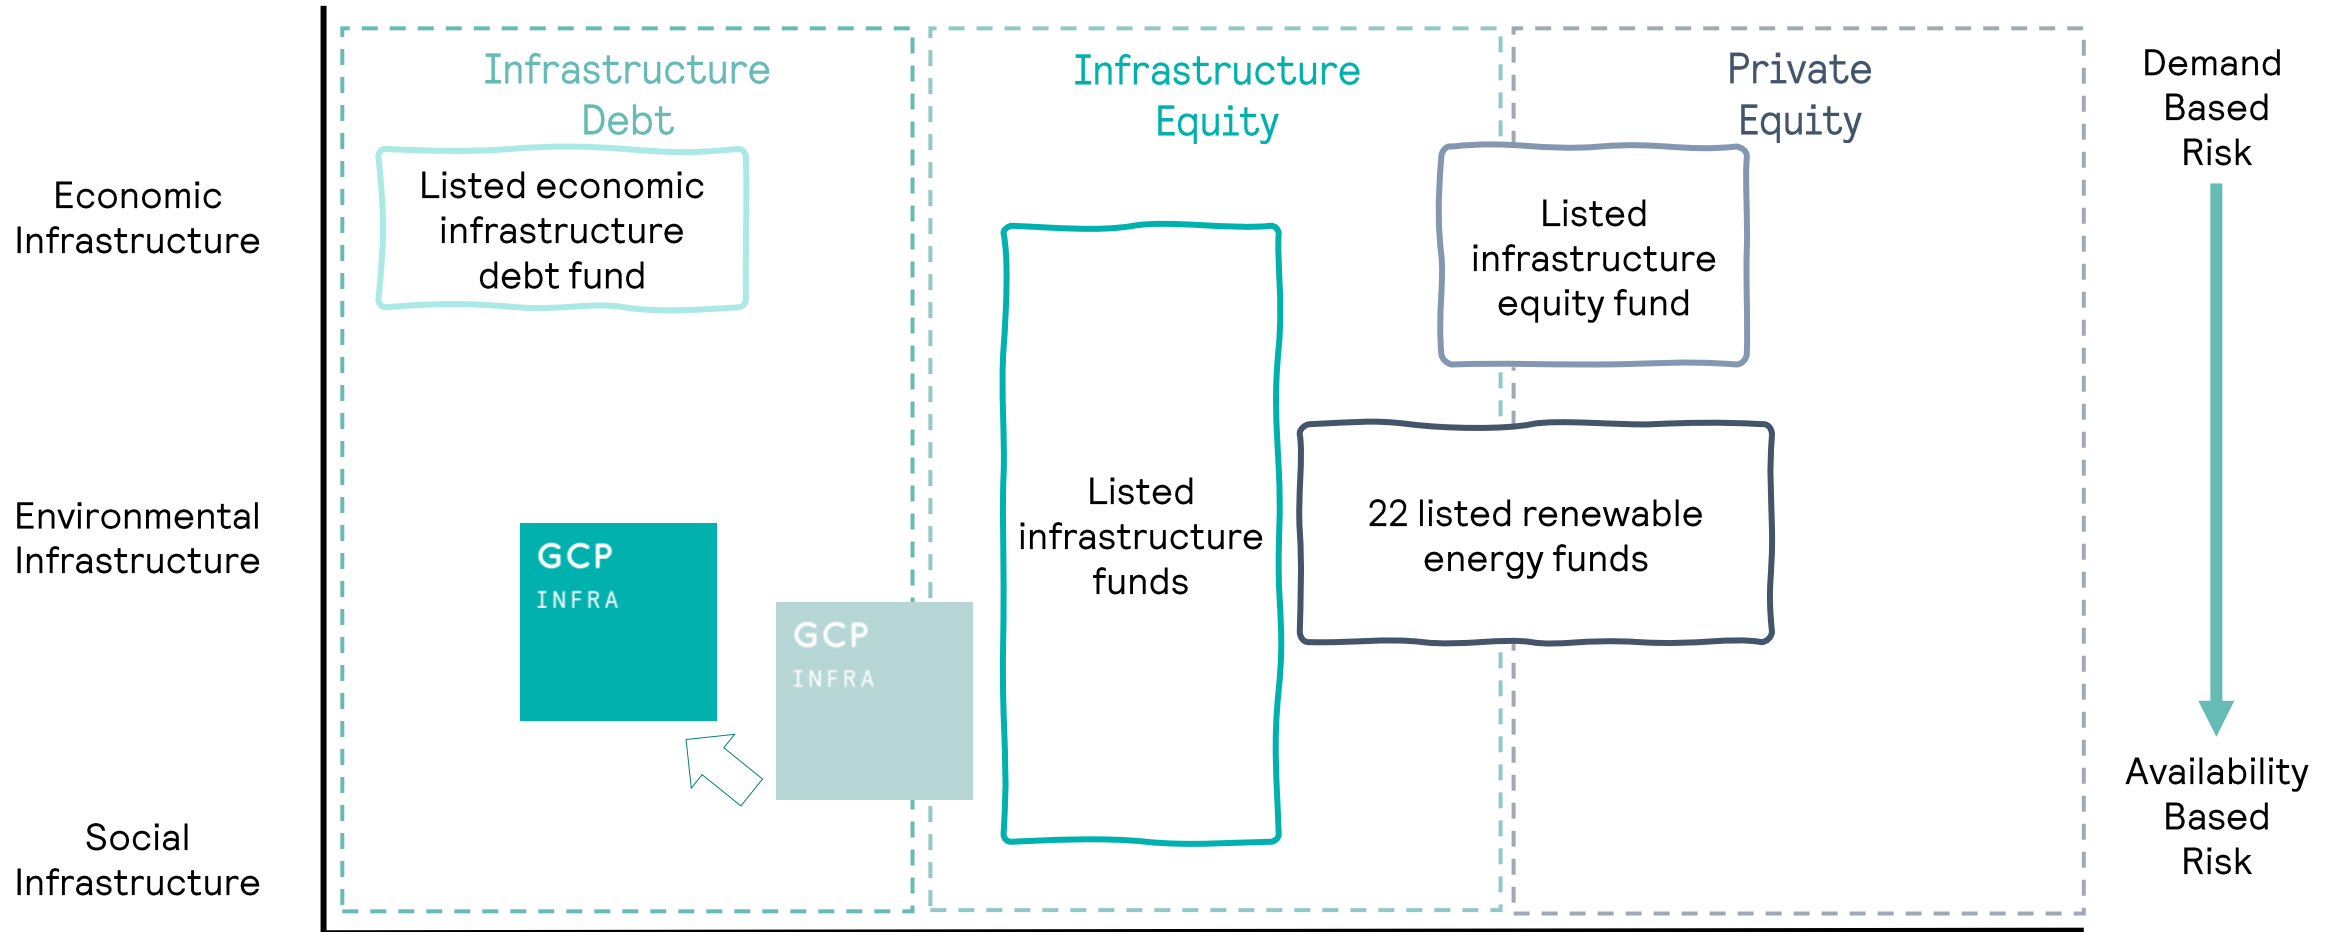 Infrastructure
Debt
Infrastructure
Equity
Private
Equity
Demand
Based
Risk
Economic
Infrastructure
Listed economic
infrastructure
debt fund
Listed
infrastructure
equity fund
Environmental
Infrastructure
GCP
INFRA
GCP
INFRA
Listed
infrastructure
funds
22 listed renewable
energy funds
Social
Infrastructure
Availability
Based
Risk